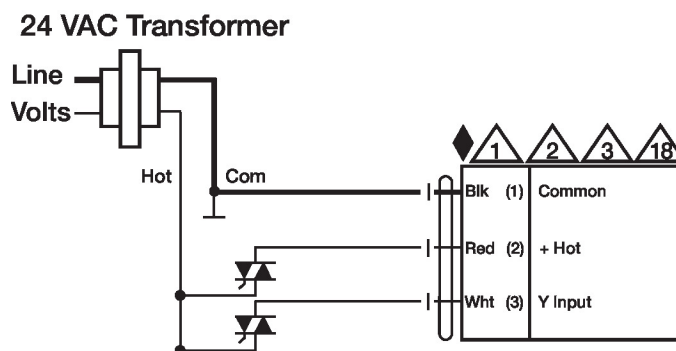 24 VAC Transformer
Line
Volts
Hot
Com
1 2 3 18
Blk (1) Common
Red (2) + Hot
Wht (3) Y Input